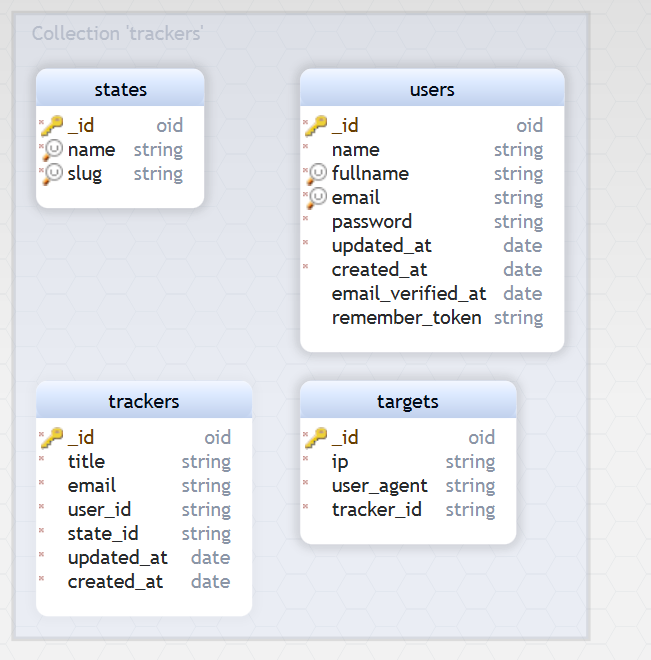 Collection 'trackers'
states
_id oid
name string
slug string
users
_id oid
name string
fullname string
email string
password string
updated_at date
created_at date
email_verified_at date
remember_token string
trackers
_id oid
title string
email string
user_id string
state_id string
updated_at date
created_at date
targets
_id oid
ip string
user_agent string
tracker_id string